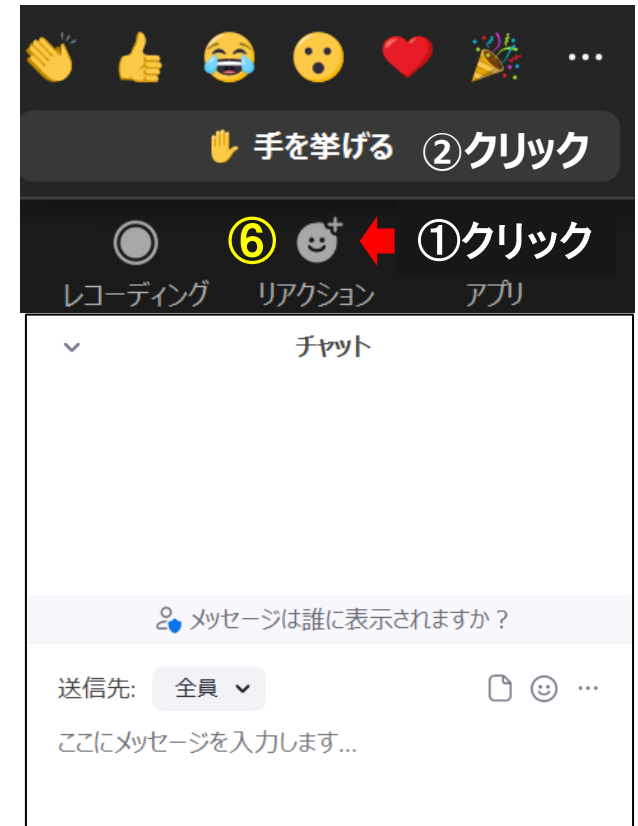 手を挙げる ②クリック
⑥ ①クリック
レコーディング リアクション アプリ
チャット
メッセージは誰に表示されますか？
送信先: 全員
ここにメッセージを入力します...